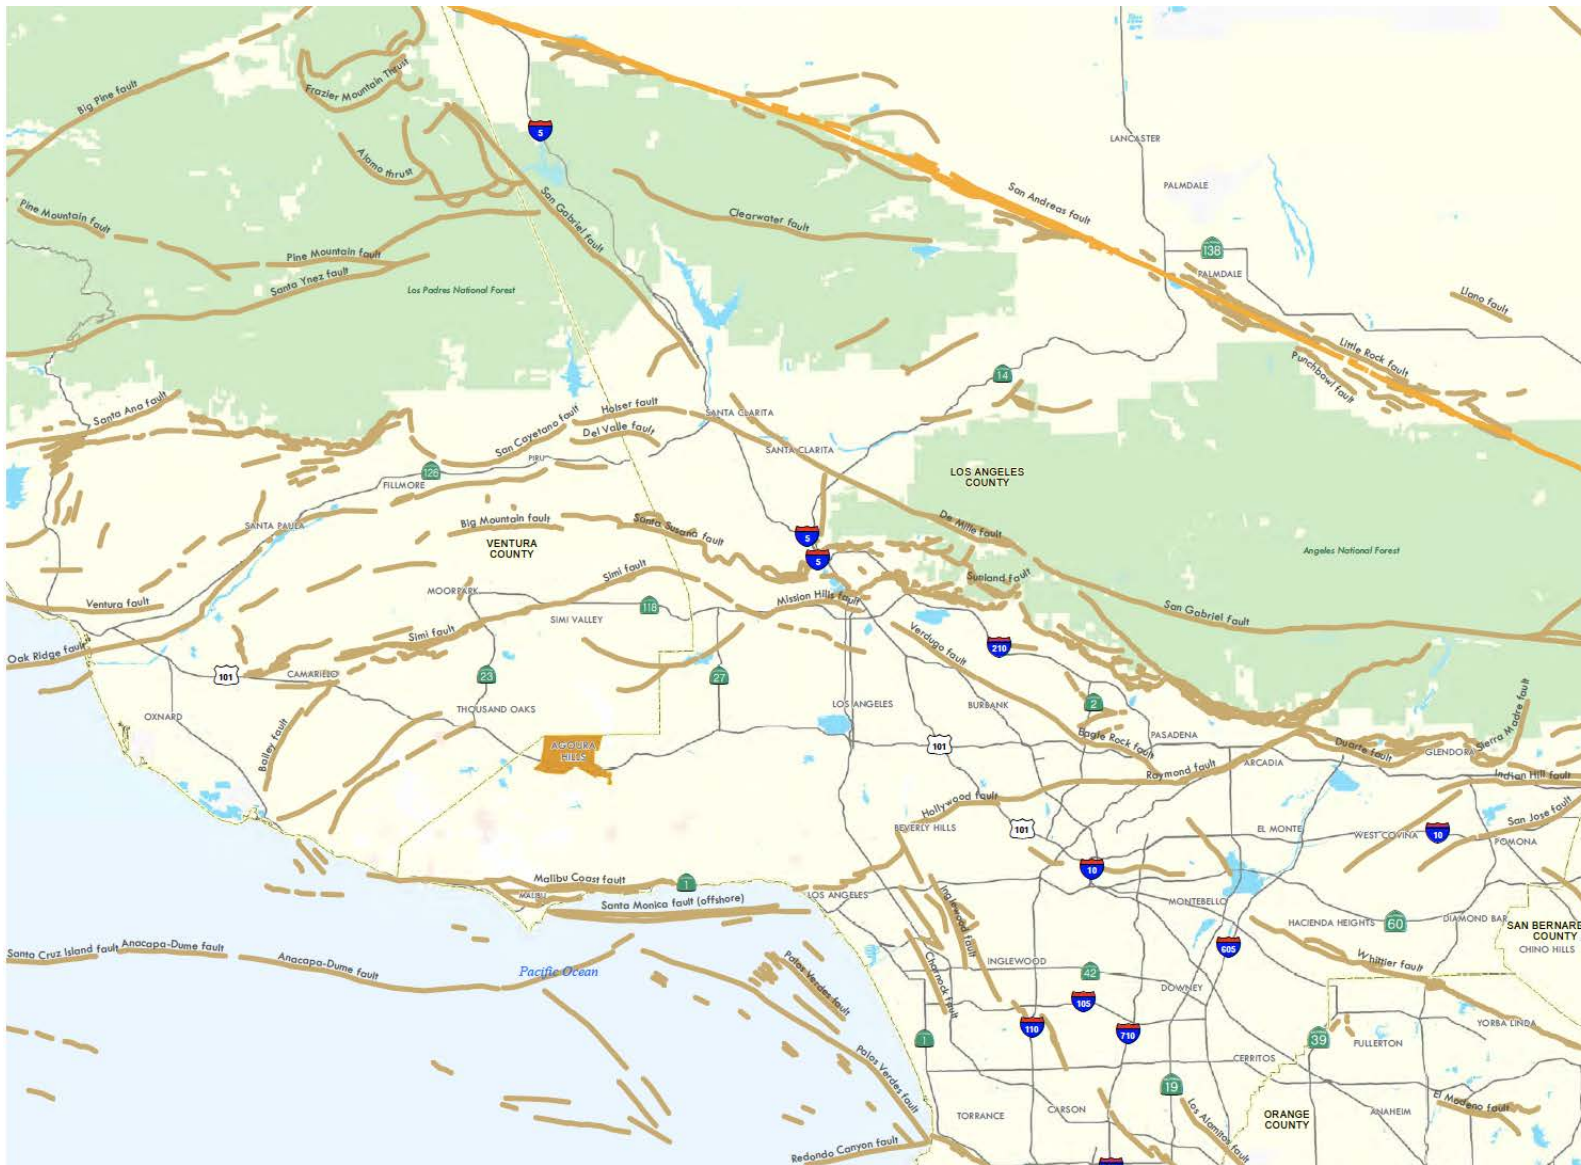 Big Pine fault
Frazier Mountain Thrust
Alamo thrust
5
LANCASTER
PALMDALE
San Andreas fault
Clearwater fault
San Gabriel fault
Pine Mountain fault
Pine Mountain fault
Santa Ynez fault
Los Padres National Forest
138
PALMDALE
Llano fault
Little Rock fault
Punchbowl fault
14
Santa Ana fault
San Cayetano fault
Holser fault
Del Valle fault
SANTA CLARITA
SANTA CLARITA
PIRU
126
FILLMORE
LOS ANGELES
COUNTY
SANTA PAULA
Big Mountain fault
Santa Susana fault
De Mille fault
VENTURA
COUNTY
5
5
Angeles National Forest
Sunland fault
Simi fault
MOORPARK
Ventura fault
118
Mission Hills fault
SIMI VALLEY
San Gabriel fault
Simi fault
Verdugo fault
210
Oak Ridge fault
101
CAMARILLO
23
27
2
OXNARD
THOUSAND OAKS
LOS ANGELES
BURBANK
Bailey fault
AGOURA
HILLS
101
Eagle Rock fault
PASADENA
Sierra Madre fault
Duarte fault
GLENDORA
ARCADIA
Raymond fault
Indian Hill fault
Hollywood fault
San Jose fault
BEVERLY HILLS
101
EL MONTE
WEST COVINA
10
POMONA
10
Malibu Coast fault
1
MALIBU
LOS ANGELES
Santa Monica fault (offshore)
MONTEBELLO
Inglewood fault
HACIENDA HEIGHTS
60
DIAMOND BAR
SAN BERNARD
COUNTY
CHINO HILLS
Santa Cruz Island fault
Anacapa-Dume fault
Anacapa-Dume fault
Pacific Ocean
Palos Verdes fault
Charnock fault
INGLEWOOD
42
605
Whittier fault
DOWNEY
105
110
710
YORBA LINDA
1
39
FULLERTON
Palos Verdes fault
CERRITOS
19
TORRANCE
CARSON
Los Alamitos fault
ORANGE
COUNTY
ANAHEIM
El Modeno fault
Redondo Canyon fault